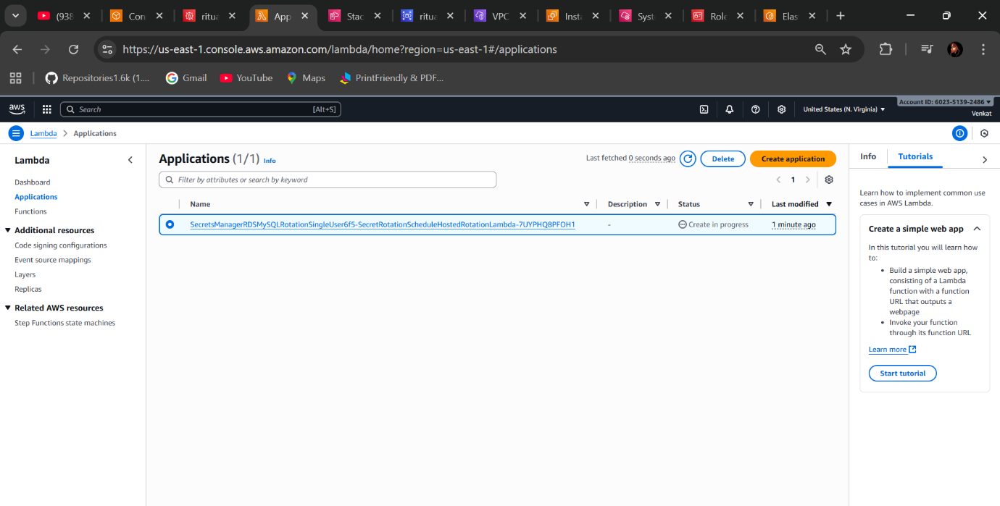 (938
Con
ritua
App
Stac
ritua
VPC
Insta
Syst
Role
Elas
https://us-east-1.console.aws.amazon.com/lambda/home?region=us-east-1#/applications
Repositories1.6k (1....
Gmail
YouTube
Maps
PrintFriendly & PDF...
aws
Search
[Alt+S]
United States (N. Virginia)
Account ID: 6023-5139-2486
Venkat
Lambda
Applications
Lambda
Dashboard
Applications
Functions
Additional resources
Code signing configurations
Event source mappings
Layers
Replicas
Related AWS resources
Step Functions state machines
Applications (1/1) Info
Last fetched 0 seconds ago
Delete
Create application
Filter by attributes or search by keyword
1
Name
Description
Status
Last modified
SecretsManagerRDSMySQLRotationSingleUser6f5-SecretRotationScheduleHostedRotationLambda-7UYPHQ8PFOH1
-
Create in progress
1 minute ago
Info
Tutorials
Learn how to implement common use
cases in AWS Lambda.
Create a simple web app
In this tutorial you will learn how
to:
• Build a simple web app,
consisting of a Lambda
function with a function
URL that outputs a
webpage
• Invoke your function
through its function URL
Learn more
Start tutorial